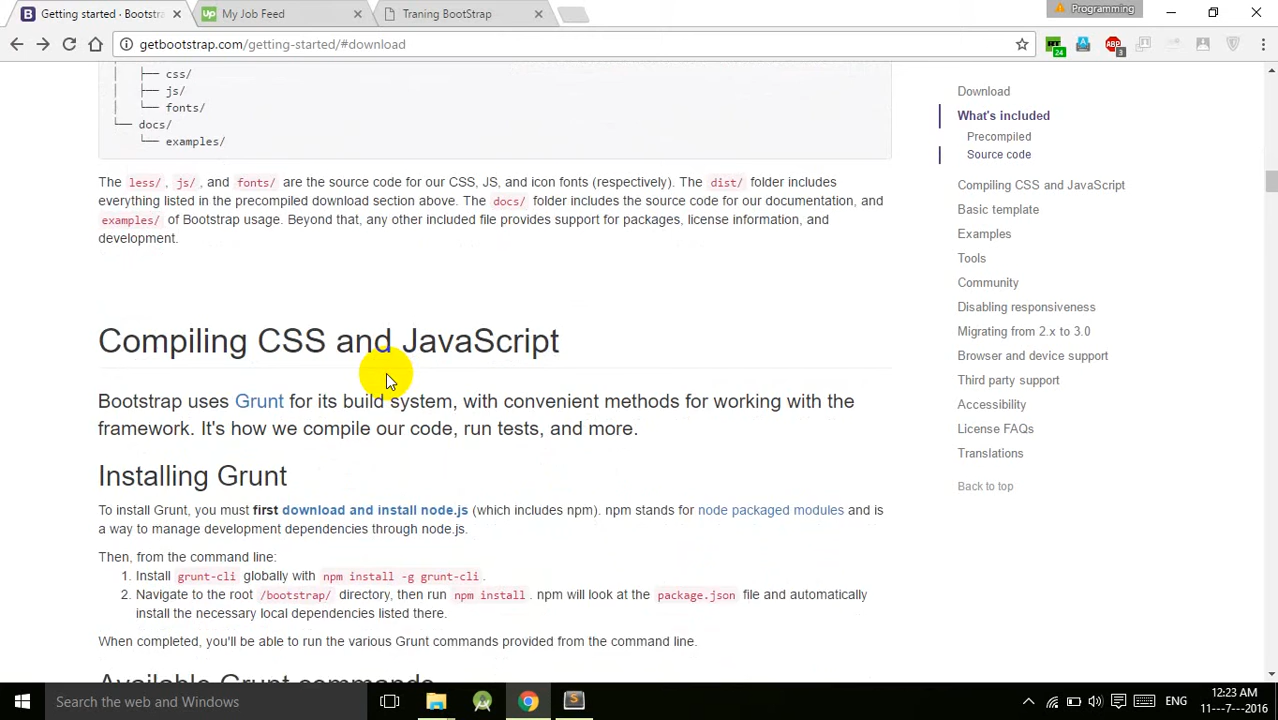 Getting started · Bootstra
My Job Feed
Traning BootStrap
Programming
getbootstrap.com/getting-started/#download
24
ABP
3
css/
js/
fonts/
docs/
examples/
The less/, js/, and fonts/ are the source code for our CSS, JS, and icon fonts (respectively). The dist/ folder includes
everything listed in the precompiled download section above. The docs/ folder includes the source code for our documentation, and
examples/ of Bootstrap usage. Beyond that, any other included file provides support for packages, license information, and
development.
Compiling CSS and JavaScript
Bootstrap uses Grunt for its build system, with convenient methods for working with the
framework. It's how we compile our code, run tests, and more.
Installing Grunt
To install Grunt, you must first download and install node.js (which includes npm). npm stands for node packaged modules and is
a way to manage development dependencies through node.js.
Then, from the command line:
1. Install grunt-cli globally with npm install -g grunt-cli.
2. Navigate to the root /bootstrap/ directory, then run npm install. npm will look at the package.json file and automatically
install the necessary local dependencies listed there.
When completed, you'll be able to run the various Grunt commands provided from the command line.
Available Grunt commands
Download
What's included
Precompiled
Source code
Compiling CSS and JavaScript
Basic template
Examples
Tools
Community
Disabling responsiveness
Migrating from 2.x to 3.0
Browser and device support
Third party support
Accessibility
License FAQs
Translations
Back to top
Search the web and Windows
ENG
12:23 AM
11---7---2016